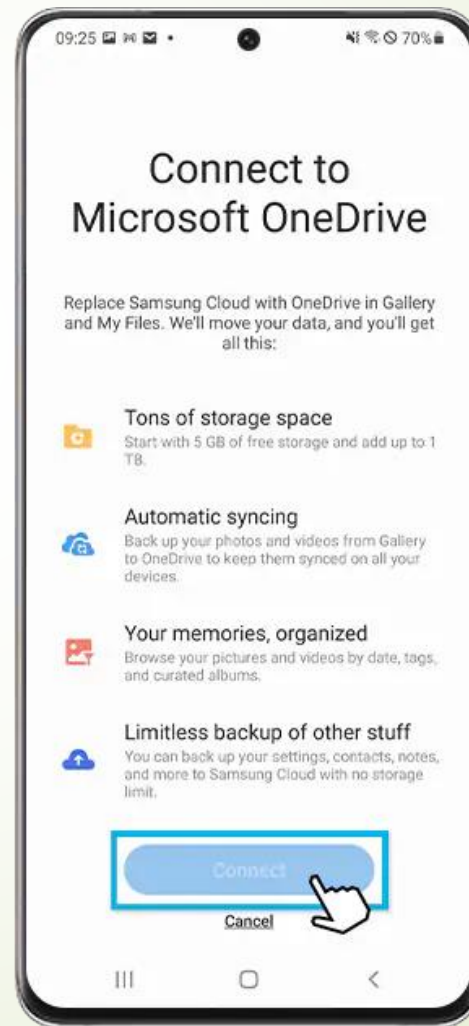 09:25
70%
Connect to
Microsoft OneDrive
Replace Samsung Cloud with OneDrive in Gallery
and My Files. We'll move your data, and you'll get
all this:
Tons of storage space
Start with 5 GB of free storage and add up to 1
TB.
Automatic syncing
Back up your photos and videos from Gallery
to OneDrive to keep them synced on all your
devices.
Your memories, organized
Browse your pictures and videos by date, tags,
and curated albums.
Limitless backup of other stuff
You can back up your settings, contacts, notes,
and more to Samsung Cloud with no storage
limit.
Connect
Cancel